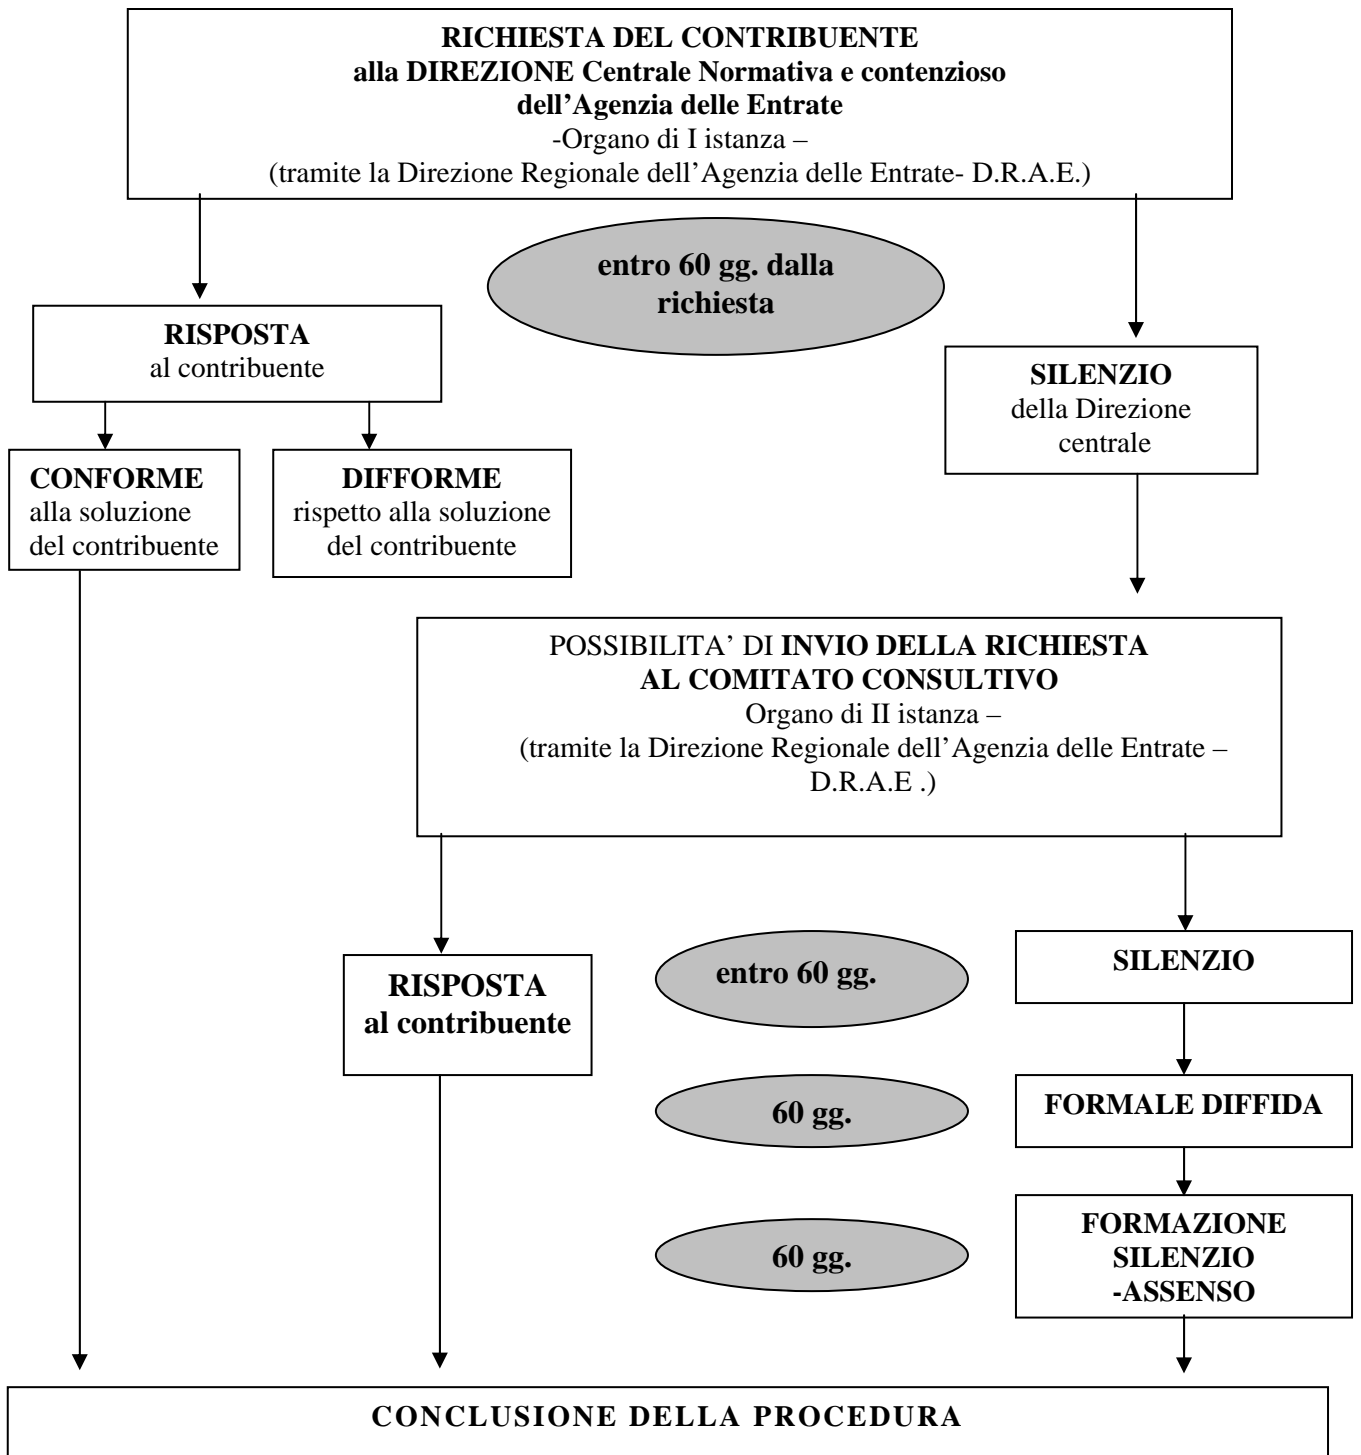 RICHIESTA DEL CONTRIBUENTE
alla DIREZIONE Centrale Normativa e contenzioso
dell’Agenzia delle Entrate
-Organo di I istanza –
(tramite la Direzione Regionale dell’Agenzia delle Entrate- D.R.A.E.)
entro 60 gg. dalla
richiesta
RISPOSTA
al contribuente
SILENZIO
della Direzione
centrale
CONFORME
alla soluzione
del contribuente
DIFFORME
rispetto alla soluzione
del contribuente
POSSIBILITA’ DI INVIO DELLA RICHIESTA
AL COMITATO CONSULTIVO
Organo di II istanza –
(tramite la Direzione Regionale dell’Agenzia delle Entrate –
D.R.A.E .)
RISPOSTA
al contribuente
entro 60 gg.
SILENZIO
60 gg.
FORMALE DIFFIDA
60 gg.
FORMAZIONE
SILENZIO
-ASSENSO
CONCLUSIONE DELLA PROCEDURA